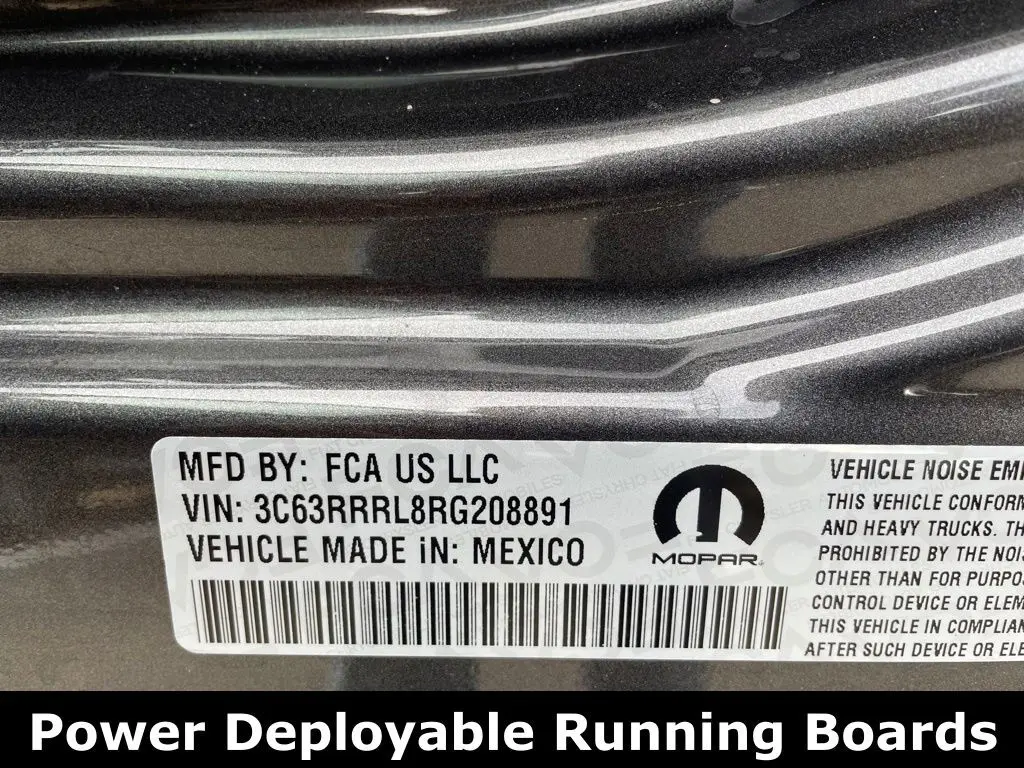 MFD BY: FCA US LLC
VIN: 3C63RRRL8RG208891
VEHICLE MADE iN: MEXICO
MOPAR
VEHICLE NOISE EMI
THIS VEHICLE CONFORM
AND HEAVY TRUCKS. TH
PROHIBITED BY THE NOIS
OTHER THAN FOR PURPOS
CONTROL DEVICE OR ELEM
THIS VEHICLE IN COMPLIAN
AFTER SUCH DEVICE OR ELE
Power Deployable Running Boards